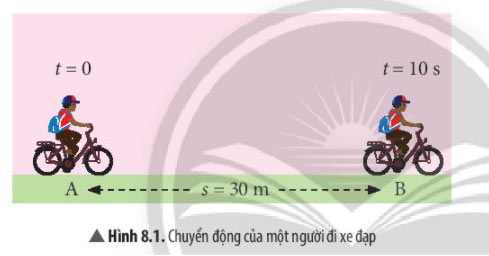 t = 0 t = 10 s
A s = 30 m B
▲ Hình 8.1. Chuyển động của một người đi xe đạp